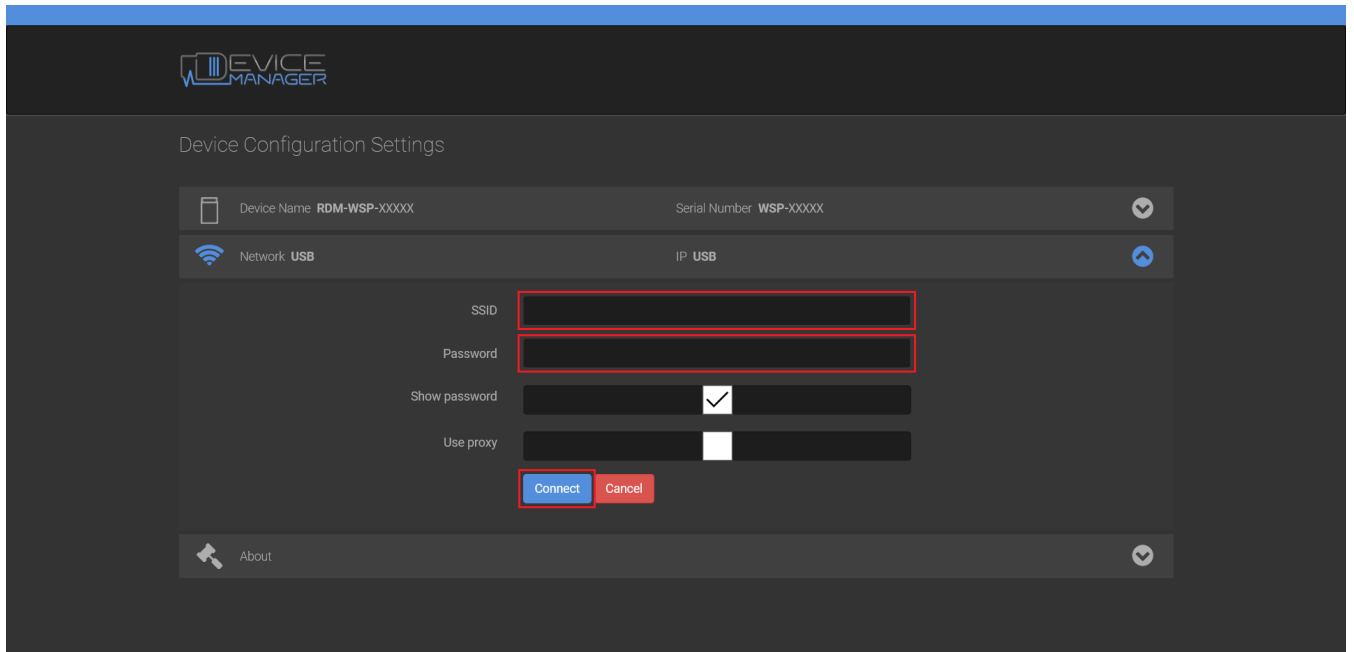 DEVICE
MANAGER
Device Configuration Settings
Device Name RDM-WSP-XXXXX Serial Number WSP-XXXXX
Network USB IP USB
SSID
Password
Show password
Use proxy
Connect Cancel
About